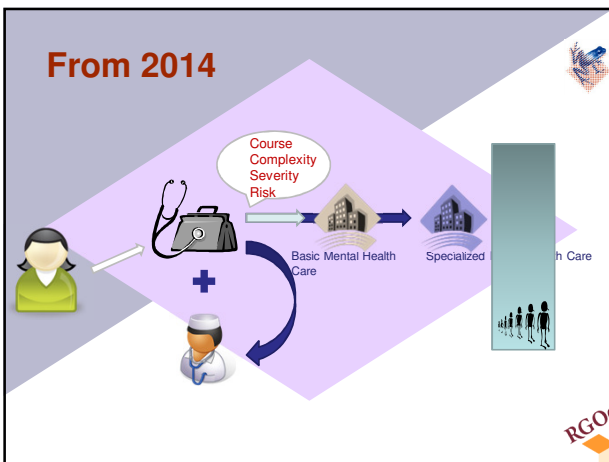 From 2014
Course
Complexity
Severity
Risk
Basic Mental Health
Care
Specialized
h Care
RGO